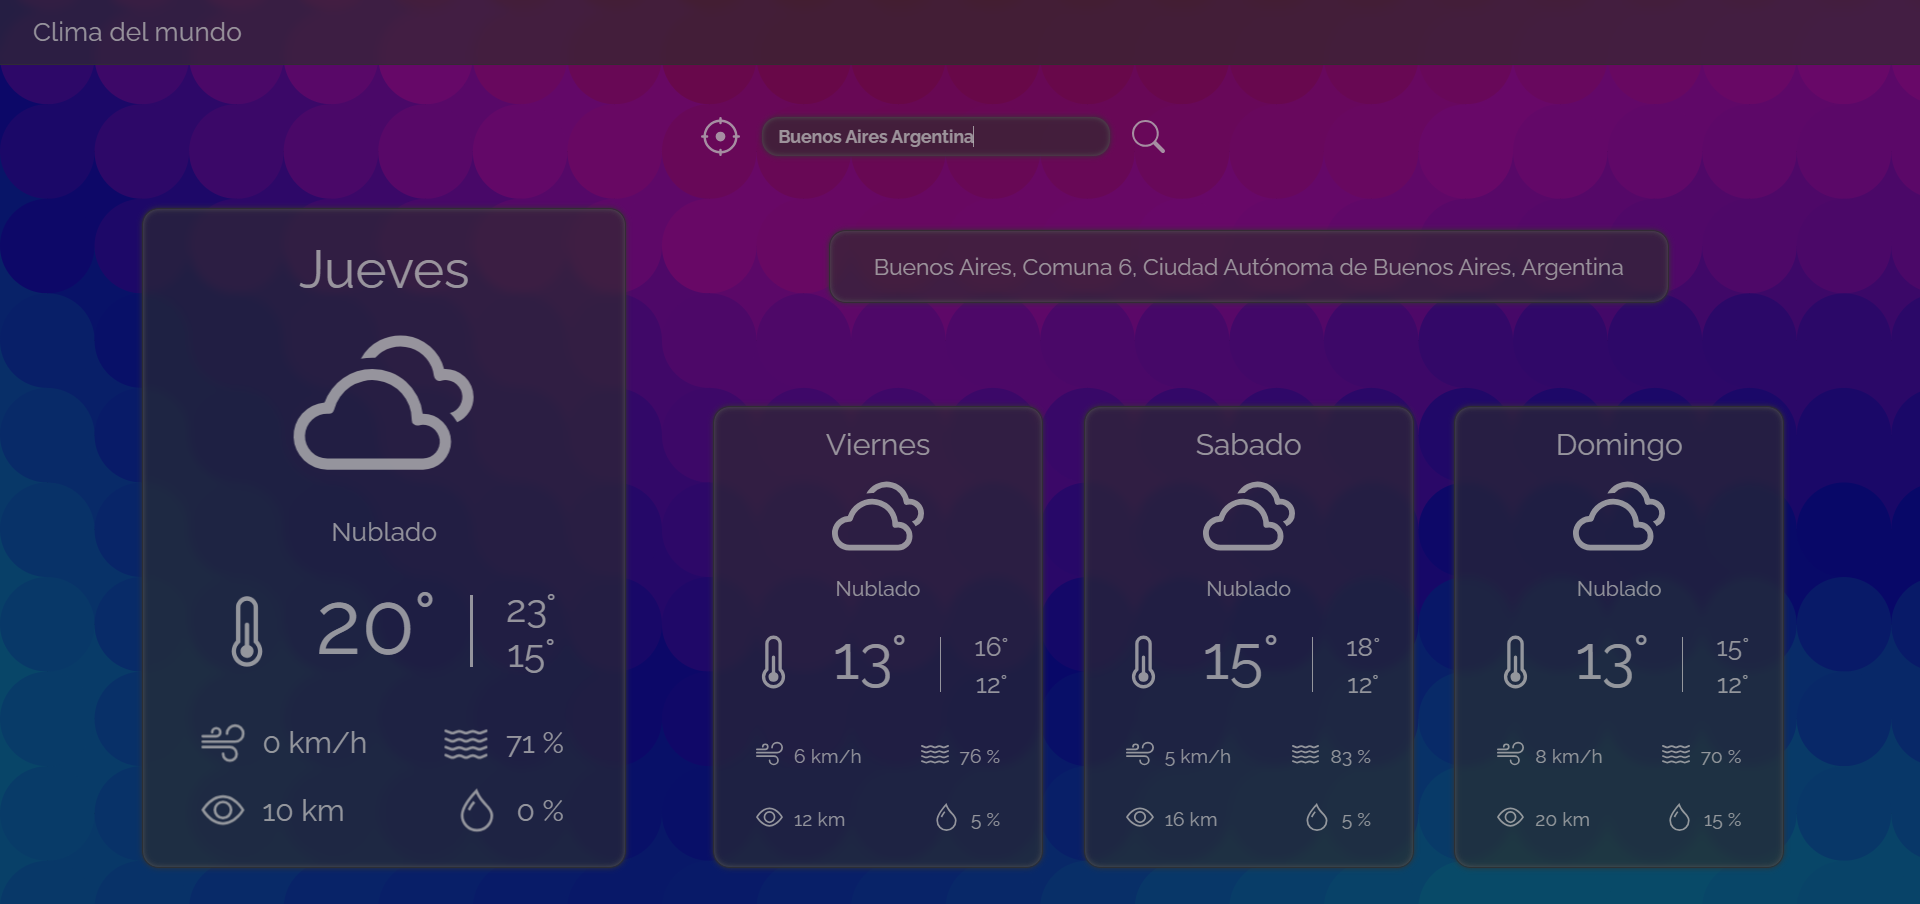 Clima del mundo
Buenos Aires Argentina
Jueves
Nublado
20°
23°
15°
0 km/h
71 %
10 km
0 %
Buenos Aires, Comuna 6, Ciudad Autónoma de Buenos Aires, Argentina
Viernes
Nublado
13°
16°
12°
6 km/h
76 %
12 km
5 %
Sabado
Nublado
15°
18°
12°
5 km/h
83 %
16 km
5 %
Domingo
Nublado
13°
15°
12°
8 km/h
70 %
20 km
15 %